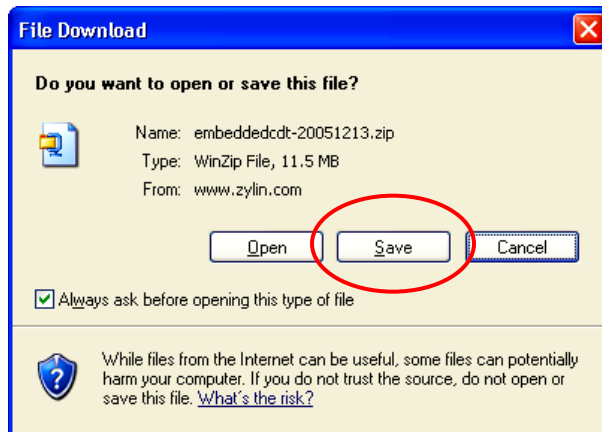 File Download
Do you want to open or save this file?
Name: embeddedcdt-20051213.zip
Type: WinZip File, 11.5 MB
From: www.zylin.com
Open Save Cancel
Always ask before opening this type of file
While files from the Internet can be useful, some files can potentially
harm your computer. If you do not trust the source, do not open or
save this file. What's the risk?